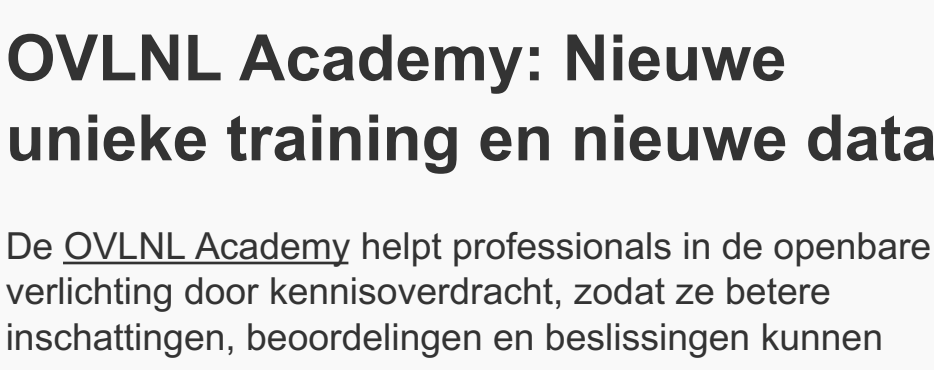 OVLNL Academy: Nieuwe
unieke training en nieuwe data
De OVLNL Academy helpt professionals in de openbare
verlichting door kennisoverdracht, zodat ze betere
inschattingen, beoordelingen en beslissingen kunnen